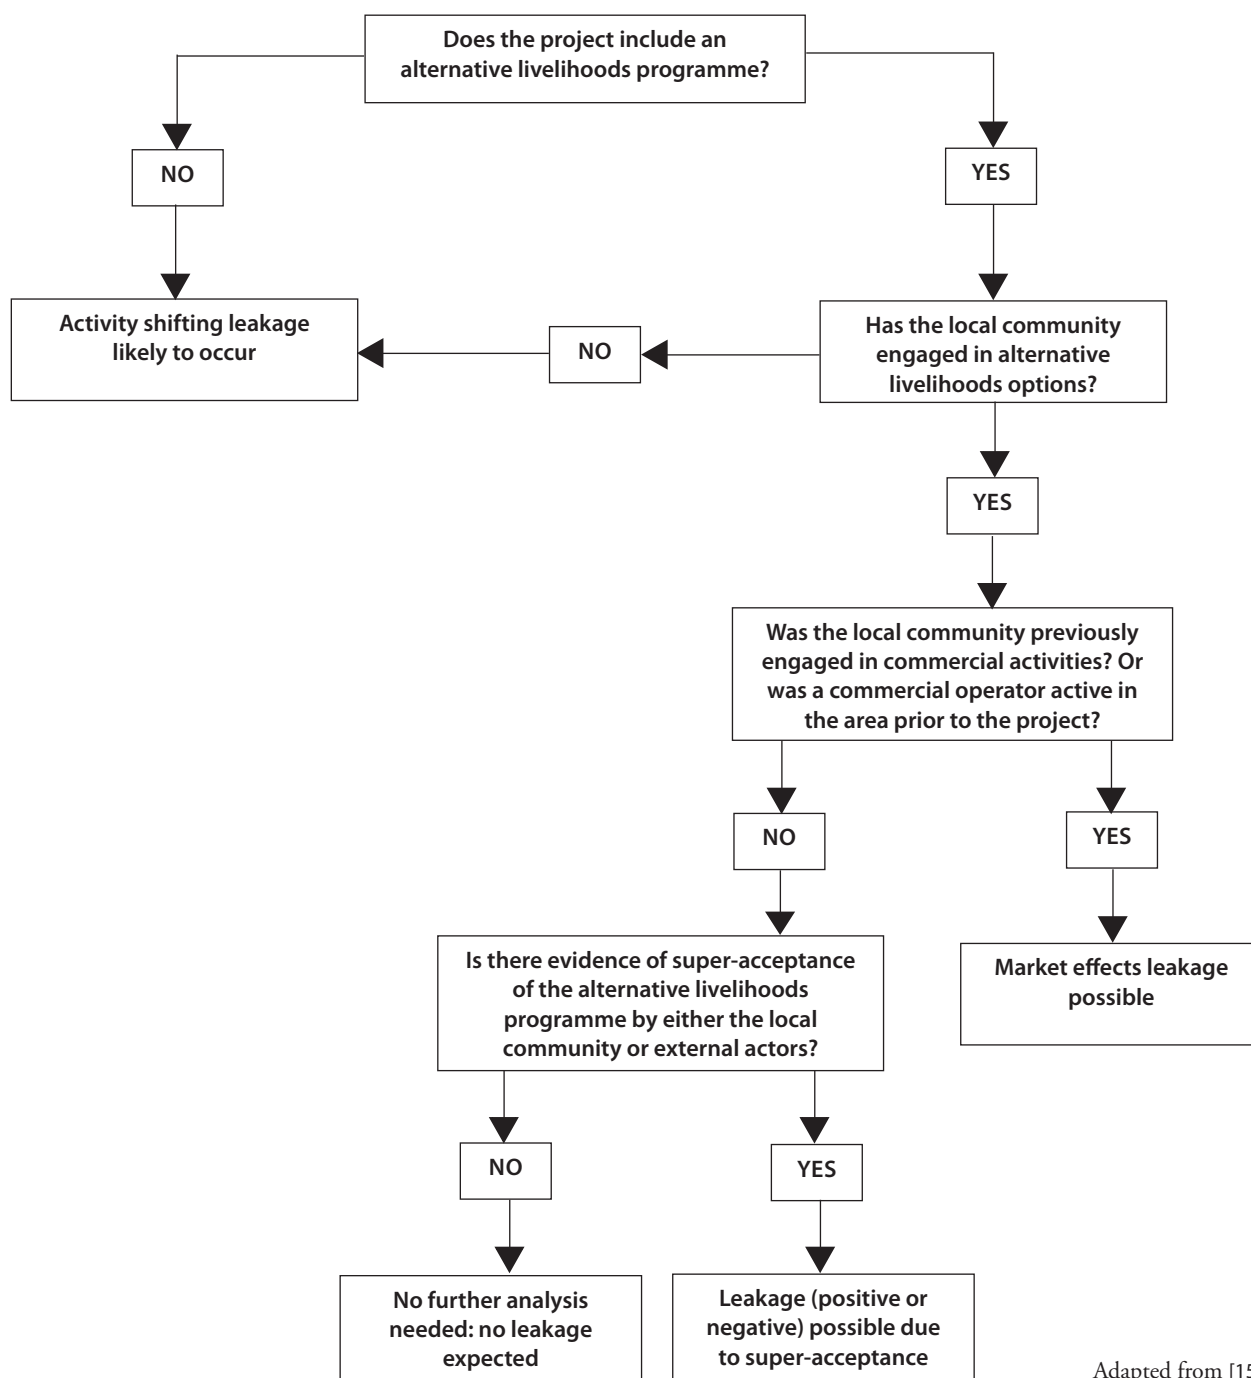 Does the project include an
alternative livelihoods programme?
NO
YES
Activity shifting leakage
likely to occur
NO
Has the local community
engaged in alternative
livelihoods options?
YES
Was the local community previously
engaged in commercial activities? Or
was a commercial operator active in
the area prior to the project?
NO
YES
Is there evidence of super-acceptance
of the alternative livelihoods
programme by either the local
community or external actors?
Market effects leakage
possible
NO
YES
No further analysis
needed: no leakage
expected
Leakage (positive or
negative) possible due
to super-acceptance
Adapted from [15